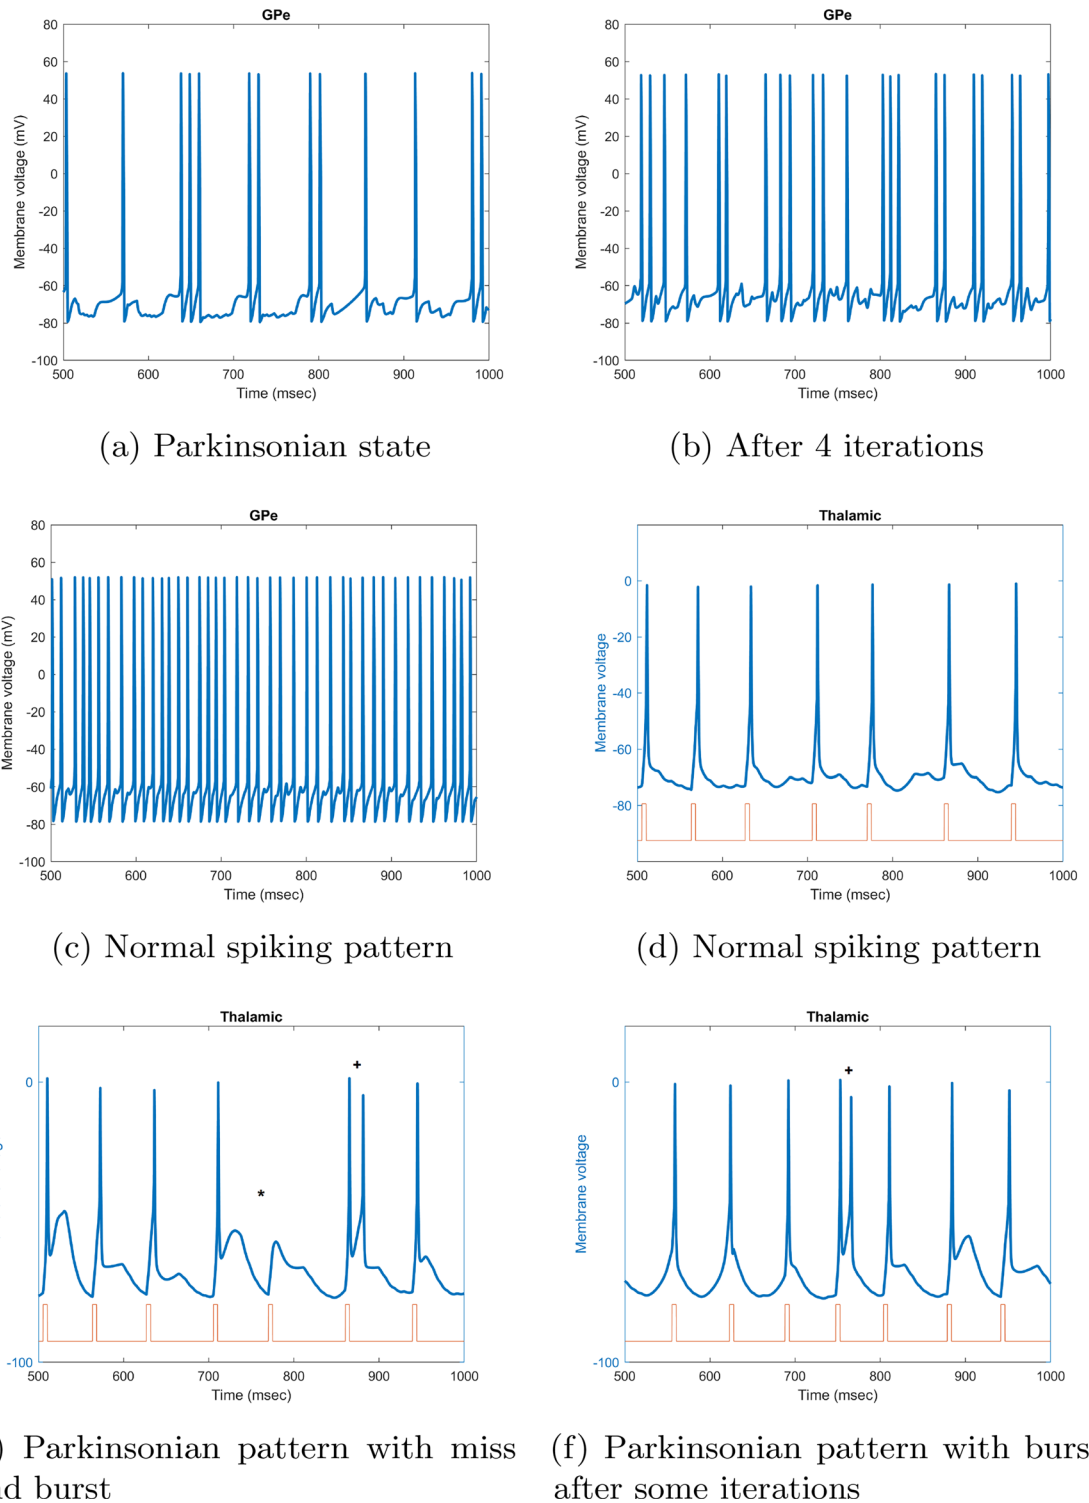 GPe
80
60
40
20
0
-20
-40
-60
-80
-100
Membrane voltage (mV)
500 600 700 800 900 1000
Time (msec)
(a) Parkinsonian state
GPe
80
60
40
20
0
-20
-40
-60
-80
-100
Membrane voltage (mV)
500 600 700 800 900 1000
Time (msec)
(b) After 4 iterations
GPe
80
60
40
20
0
-20
-40
-60
-80
-100
Membrane voltage (mV)
500 600 700 800 900 1000
Time (msec)
(c) Normal spiking pattern
Thalamic
0
-20
-40
-60
-80
Membrane voltage
500 600 700 800 900 1000
Time (msec)
(d) Normal spiking pattern
Thalamic
+
0
*
-100
500 600 700 800 900 1000
Time (msec)
) Parkinsonian pattern with miss
d burst
Thalamic
+
0
Membrane voltage
-100
500 600 700 800 900 1000
Time (msec)
(f) Parkinsonian pattern with burs
after some iterations